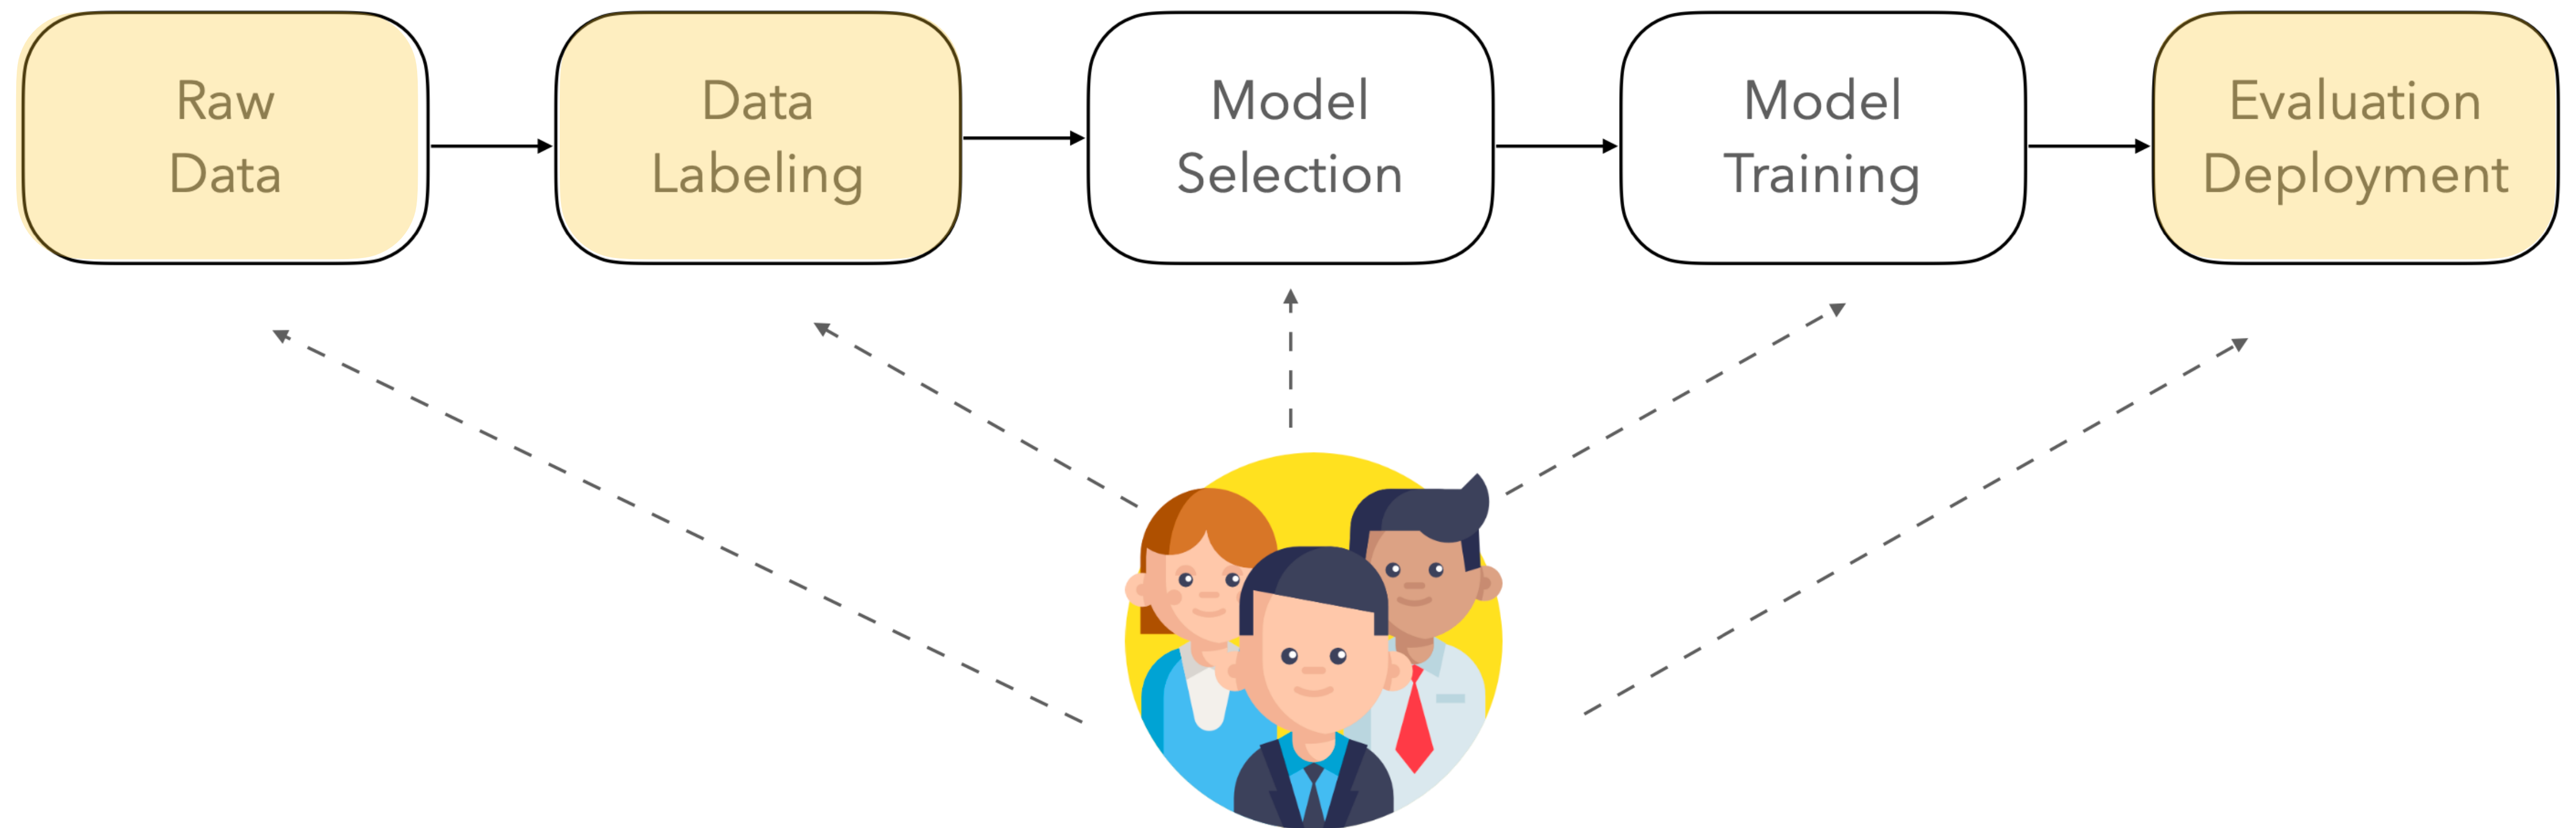 Raw
Data
Data
Labeling
Model
Selection
Model
Training
Evaluation
Deployment